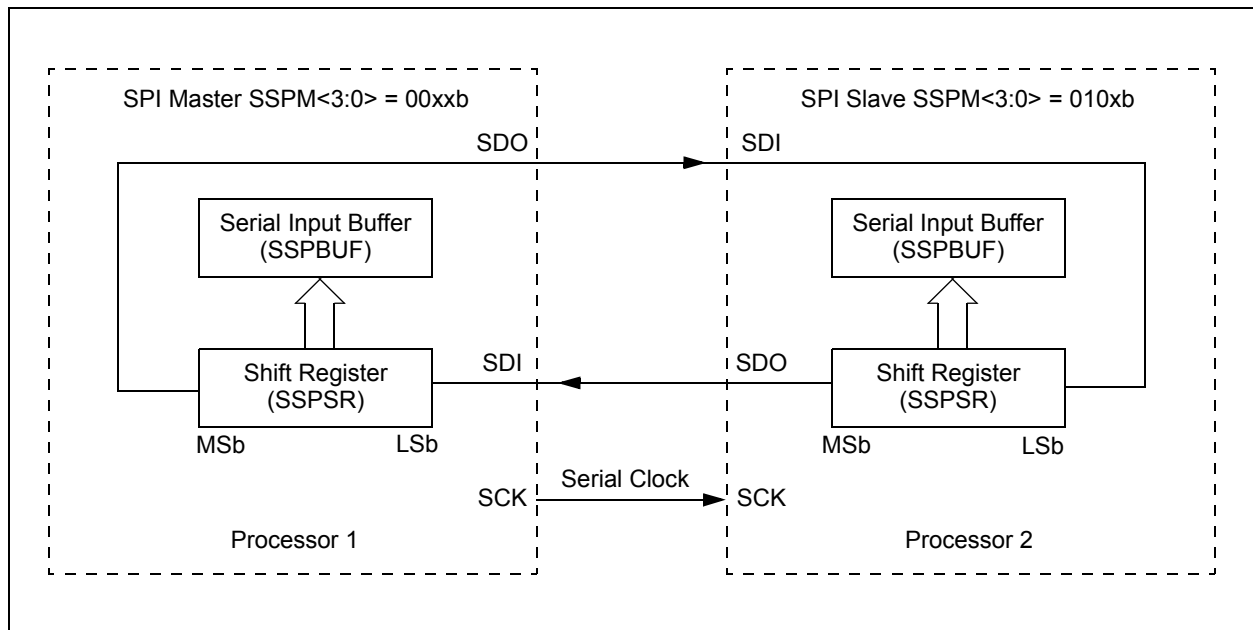 SPI Master SSPM<3:0> = 00xxb
SDO
Serial Input Buffer
(SSPBUF)
Shift Register
(SSPSR)
MSb
LSb
SDI
SCK
Processor 1
Serial Clock
SPI Slave SSPM<3:0> = 010xb
SDI
Serial Input Buffer
(SSPBUF)
SDO
Shift Register
(SSPSR)
MSb
LSb
SCK
Processor 2